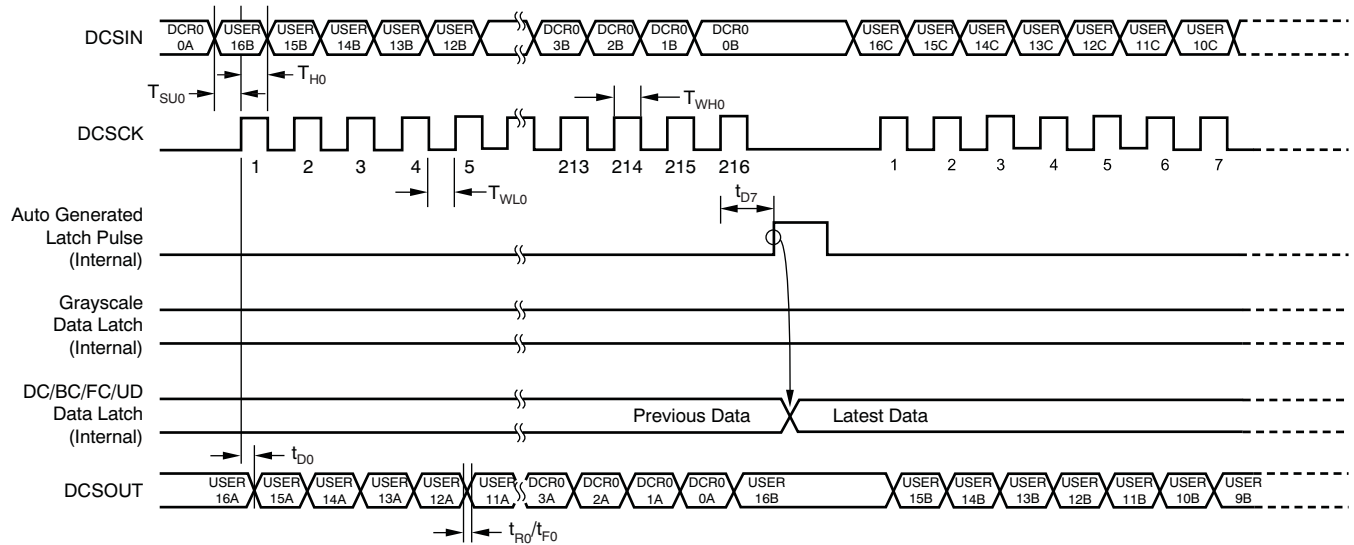 DCSIN
DCR0 0A
USER 16B
USER 15B
USER 14B
USER 13B
USER 12B
DCR0 3B
DCR0 2B
DCR0 1B
DCR0 0B
USER 16C
USER 15C
USER 14C
USER 13C
USER 12C
USER 11C
USER 10C
TSU0
TH0
TWH0
DCSCK
1 2 3 4 5 213 214 215 216 1 2 3 4 5 6 7
TWL0
tD7
Auto Generated
Latch Pulse
(Internal)
Grayscale
Data Latch
(Internal)
DC/BC/FC/UD
Data Latch
(Internal)
Previous Data
Latest Data
tD0
DCSOUT
USER 16A
USER 15A
USER 14A
USER 13A
USER 12A
USER 11A
DCR0 3A
DCR0 2A
DCR0 1A
DCR0 0A
USER 16B
USER 15B
USER 14B
USER 13B
USER 12B
USER 11B
USER 10B
USER 9B
tR0/tF0